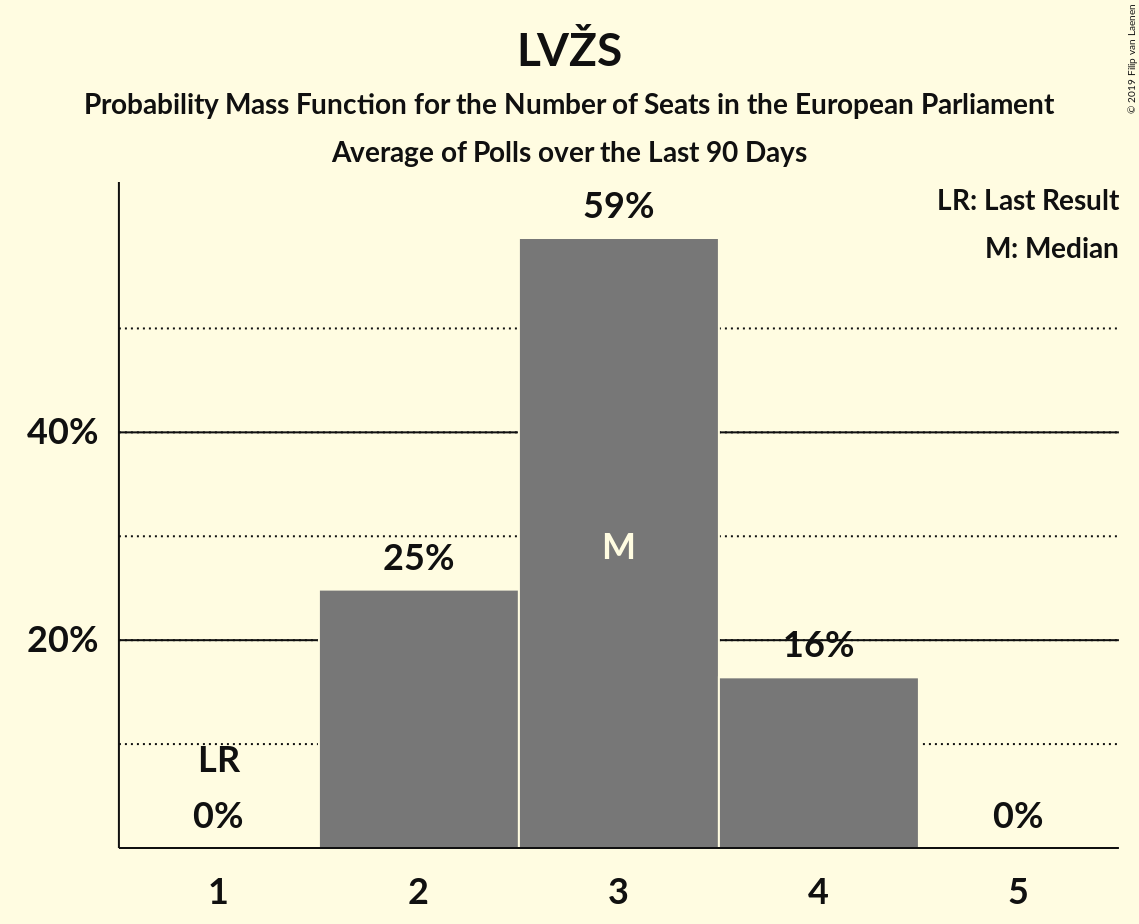 LVŽS
Probability Mass Function for the Number of Seats in the European Parliament
Average of Polls over the Last 90 Days
© 2019 Filip van Laenen
LR: Last Result
M: Median
59%
40%
M
25%
20%
16%
LR
0%
0%
1
2
3
4
5